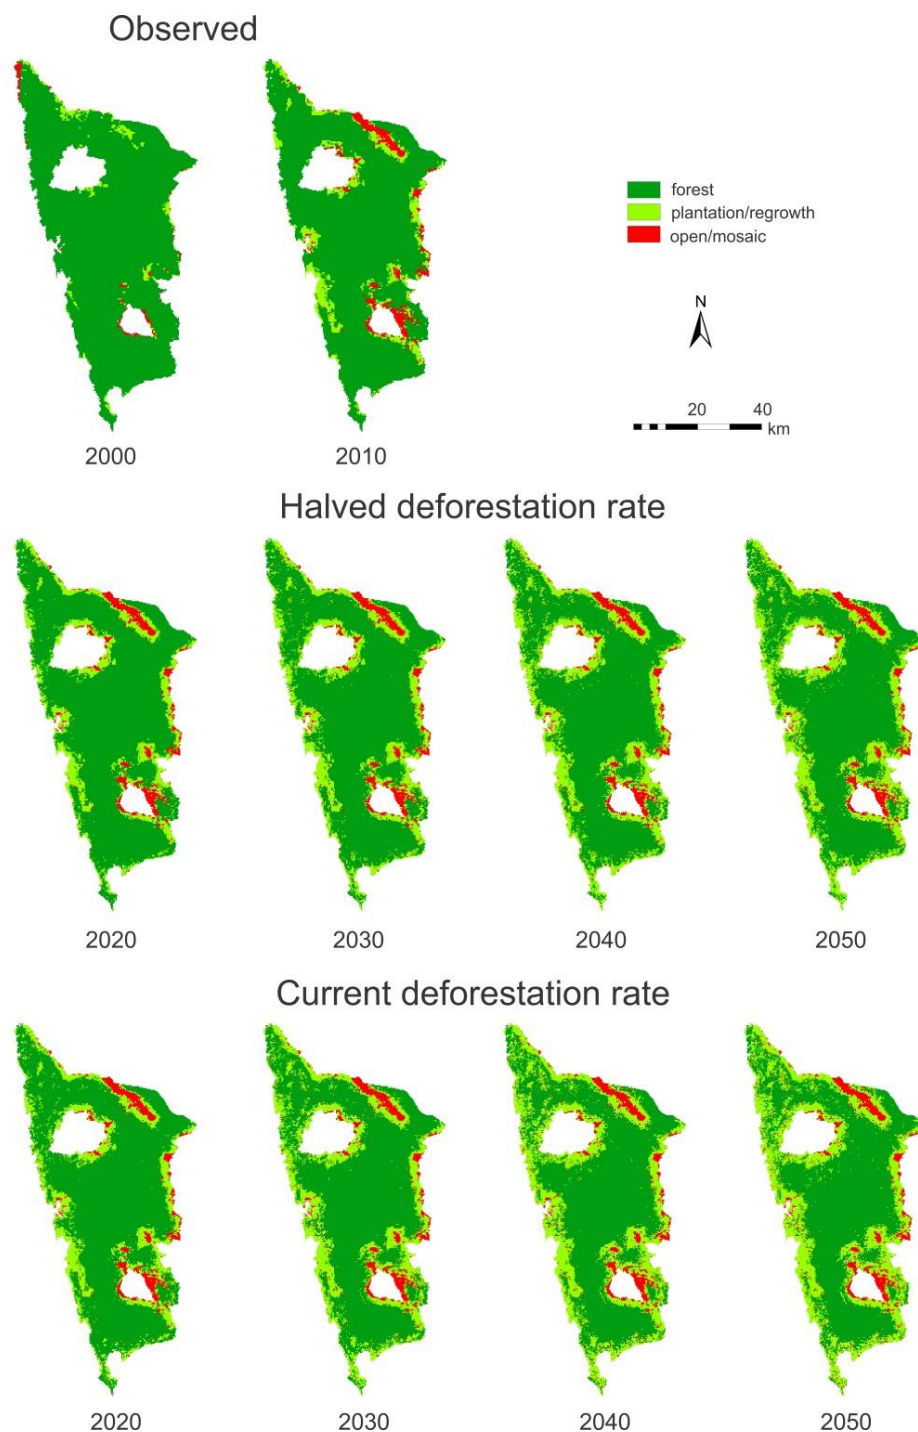 Observed
forest
plantation/regrowth
open/mosaic
N
20 40
km
2000 2010
Halved deforestation rate
2020 2030 2040 2050
Current deforestation rate
2020 2030 2040 2050